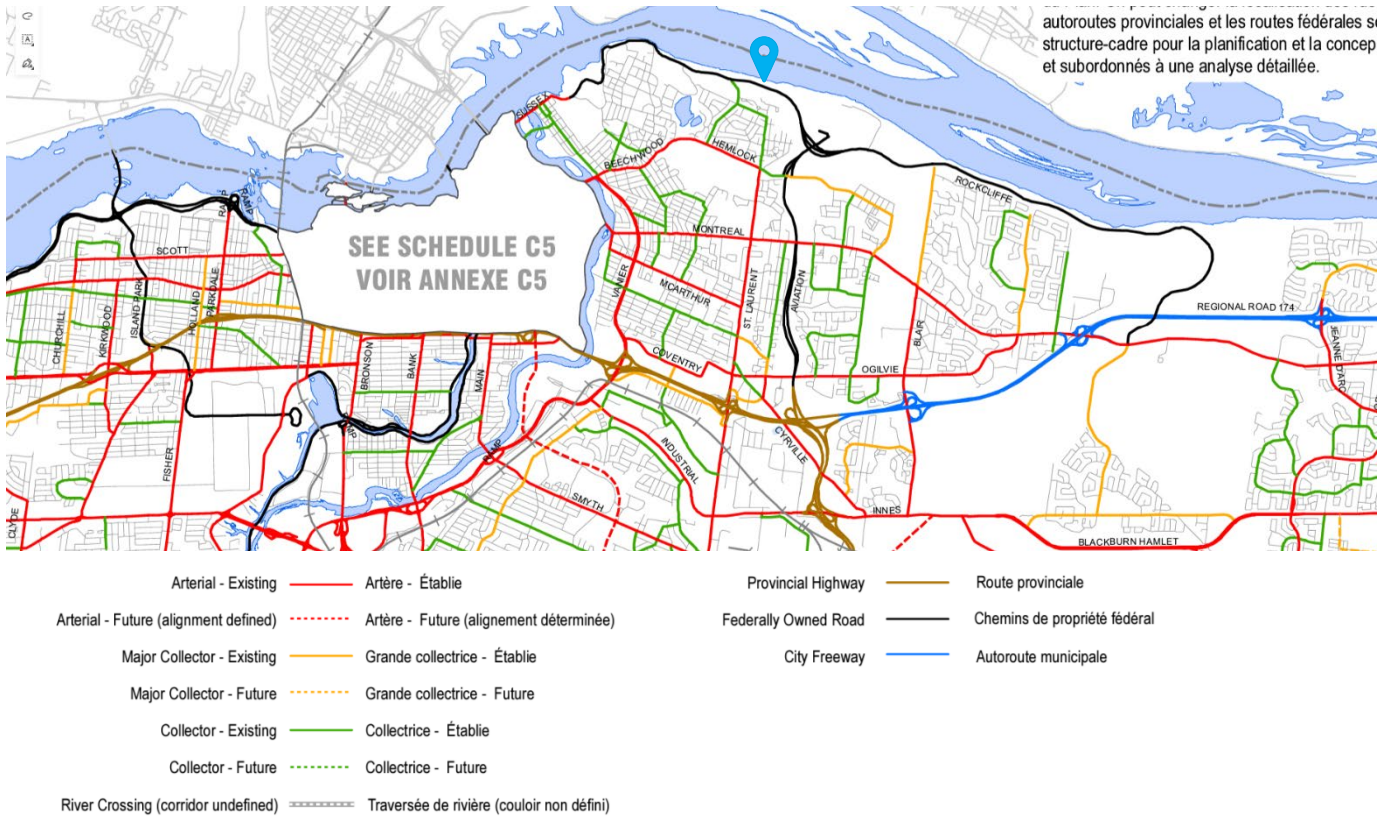 autoroutes provinciales et les routes fédérales se
structure-cadre pour la planification et la concep
et subordonnés à une analyse détaillée.
SUSSEX
BEECHWOOD
HEMLOCK
ROCKCLIFFE
RAMP
SCOTT
SEE SCHEDULE C5
VOIR ANNEXE C5
MONTREAL
VANIER
MCARTHUR
ST. LAURENT
AVIATION
REGIONAL ROAD 174
CHURCHILL
KIRKWOOD
ISLAND PARK
HOLLAND
PARKDALE
BRONSON
BANK
MAIN
COVENTRY
OGILVIE
BLAIR
JEANNE D'ARC
FISHER
INDUSTRIAL
CYRVILLE
CLYDE
SMYTH
INNES
BLACKBURN HAMLET
Arterial - Existing Artère - Établie Provincial Highway Route provinciale
Arterial - Future (alignment defined) Artère - Future (alignement déterminée) Federally Owned Road Chemins de propriété fédéral
Major Collector - Existing Grande collectrice - Établie City Freeway Autoroute municipale
Major Collector - Future Grande collectrice - Future
Collector - Existing Collectrice - Établie
Collector - Future Collectrice - Future
River Crossing (corridor undefined) Traversée de rivière (couloir non défini)